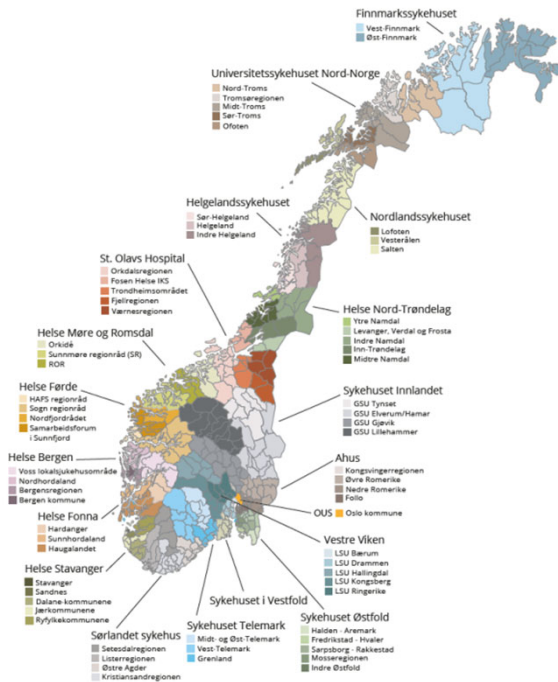 Finnmarkssykehuset
Vest-Finnmark
Øst-Finnmark
Universitetssykehuset Nord-Norge
Nord-Troms
Tromsøregionen
Midt-Troms
Sør-Troms
Ofoten
Helgelandssykehuset
Sør-Helgeland
Helgeland
Indre Helgeland
Nordlandssykehuset
Lofoten
Vesterålen
Salten
St. Olavs Hospital
Orkdalsregionen
Fosen Helse IKS
Trondheimsområdet
Fjellregionen
Værnesregionen
Helse Nord-Trøndelag
Ytre Namdal
Levanger, Verdal og Frosta
Indre Namdal
Inn-Trøndelag
Midtre Namdal
Helse Møre og Romsdal
Orkidé
Sunnmøre regionråd (SR)
ROR
Helse Førde
HAFS regionråd
Sogn regionråd
Nordfjordrådet
Samarbeidsforum
i Sunnfjord
Sykehuset Innlandet
GSU Tynset
GSU Elverum/Hamar
GSU Gjøvik
GSU Lillehammer
Helse Bergen
Voss lokalsjukehusområde
Nordhordaland
Bergensregionen
Bergen kommune
Ahus
Kongsvingerregionen
Øvre Romerike
Nedre Romerike
Follo
OUS
Oslo kommune
Helse Fonna
Hardanger
Sunnhordaland
Haugalandet
Vestre Viken
LSU Bærum
LSU Drammen
LSU Hallingdal
LSU Kongsberg
LSU Ringerike
Helse Stavanger
Stavanger
Sandnes
Dalane-kommunene
Jærkommunene
Ryfylkekommunene
Sykehuset i Vestfold
Sørlandet sykehus
Setesdalregionen
Listerregionen
Østre Agder
Kristiansandregionen
Sykehuset Telemark
Midt- og Øst-Telemark
Vest-Telemark
Grenland
Sykehuset Østfold
Halden - Aremark
Fredrikstad - Hvaler
Sarpsborg - Rakkestad
Mosseregionen
Indre Østfold